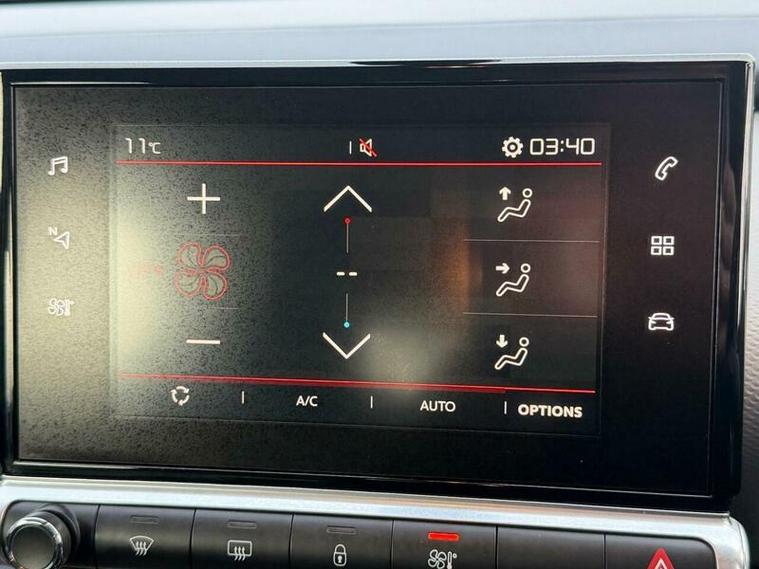 11°C 03:40
N
--
A/C AUTO OPTIONS